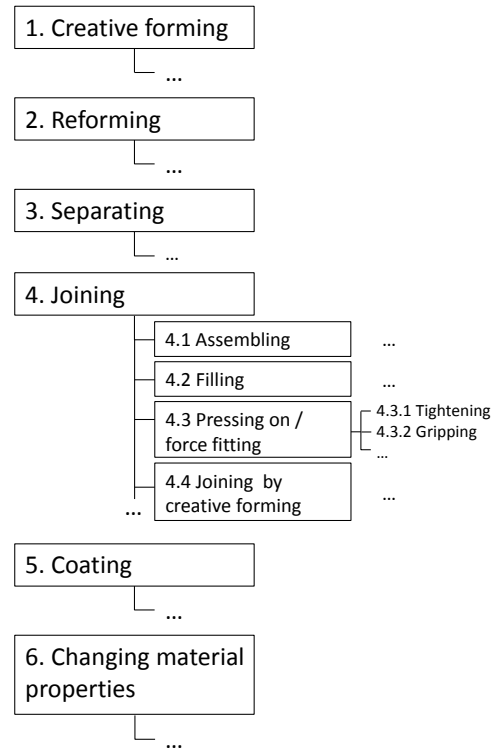 1. Creative forming
...
2. Reforming
...
3. Separating
...
4. Joining
4.1 Assembling
...
4.2 Filling
...
4.3 Pressing on /
force fitting
4.3.1 Tightening
4.3.2 Gripping
...
4.4 Joining by
creative forming
...
...
5. Coating
...
6. Changing material
properties
...